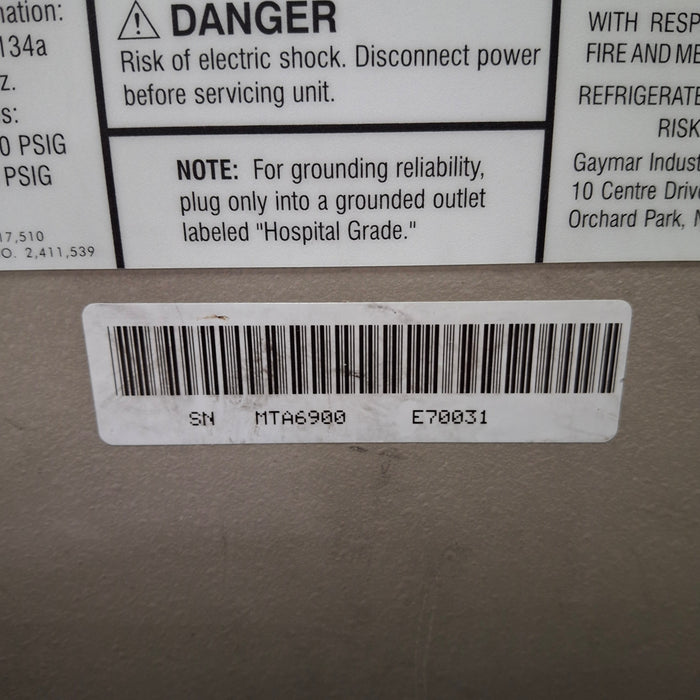 134a
z.
s:
0 PSIG
PSIG
17,510
O. 2,411,539
DANGER
Risk of electric shock. Disconnect power
before servicing unit.
NOTE: For grounding reliability,
plug only into a grounded outlet
labeled "Hospital Grade."
WITH RESP
FIRE AND ME
REFRIGERATE
RISK
Gaymar Indust
10 Centre Driv
Orchard Park, N
SN MTA6900 E70031